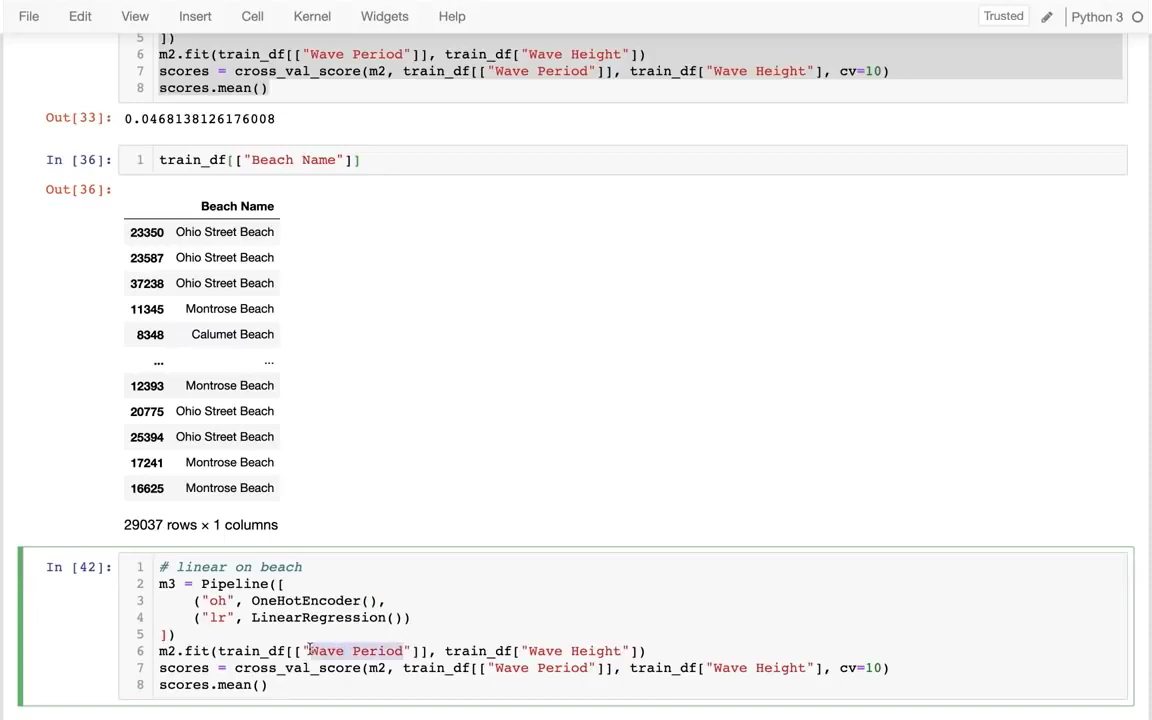 File Edit View Insert Cell Kernel Widgets Help Trusted Python 3
5 ])
6 m2.fit(train_df[["Wave Period"]], train_df["Wave Height"])
7 scores = cross_val_score(m2, train_df[["Wave Period"]], train_df["Wave Height"], cv=10)
8 scores.mean()
Out[33]: 0.0468138126176008
In [36]: 1 train_df[["Beach Name"]]
Out[36]:
Beach Name
23350 Ohio Street Beach
23587 Ohio Street Beach
37238 Ohio Street Beach
11345 Montrose Beach
8348 Calumet Beach
... ...
12393 Montrose Beach
20775 Ohio Street Beach
25394 Ohio Street Beach
17241 Montrose Beach
16625 Montrose Beach
29037 rows × 1 columns
In [42]: 1 # linear on beach
2 m3 = Pipeline([
3 ("oh", OneHotEncoder(),
4 ("lr", LinearRegression())
5 ])
6 m2.fit(train_df[["Wave Period"]], train_df["Wave Height"])
7 scores = cross_val_score(m2, train_df[["Wave Period"]], train_df["Wave Height"], cv=10)
8 scores.mean()